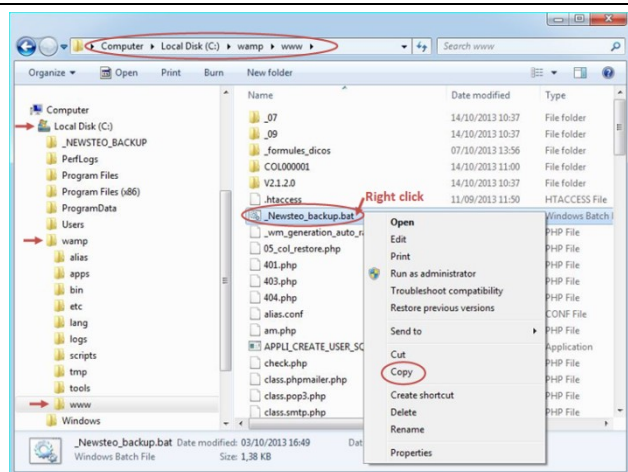 Computer ▸ Local Disk (C:) ▸ wamp ▸ www ▸
Search www
Organize
Open
Print
Burn
New folder
Computer
Local Disk (C:)
_NEWSTEO_BACKUP
PerfLogs
Program Files
Program Files (x86)
ProgramData
Users
wamp
alias
apps
bin
etc
lang
logs
scripts
tmp
tools
www
Windows
Name Date modified Type
_07 14/10/2013 10:37 File folder
_09 14/10/2013 10:37 File folder
_formules_dicos 07/10/2013 13:56 File folder
COL000001 14/10/2013 11:00 File folder
V2.1.2.0 14/10/2013 10:37 File folder
.htaccess 11/09/2013 11:50 HTACCESS File
Right click
_Newsteo_backup.bat Windows Batch
_wm_generation_auto_ra PHP File
05_col_restore.php PHP File
401.php PHP File
403.php PHP File
404.php PHP File
alias.conf CONF File
am.php PHP File
APPLI_CREATE_USER_SQ Application
check.php PHP File
class.phpmailer.php PHP File
class.pop3.php PHP File
class.smtp.php PHP File
Open
Edit
Print
Run as administrator
Troubleshoot compatibility
Restore previous versions
Send to
Cut
Copy
Create shortcut
Delete
Rename
Properties
_Newsteo_backup.bat Date modified: 03/10/2013 16:49 Dat
Windows Batch File Size: 1,38 KB